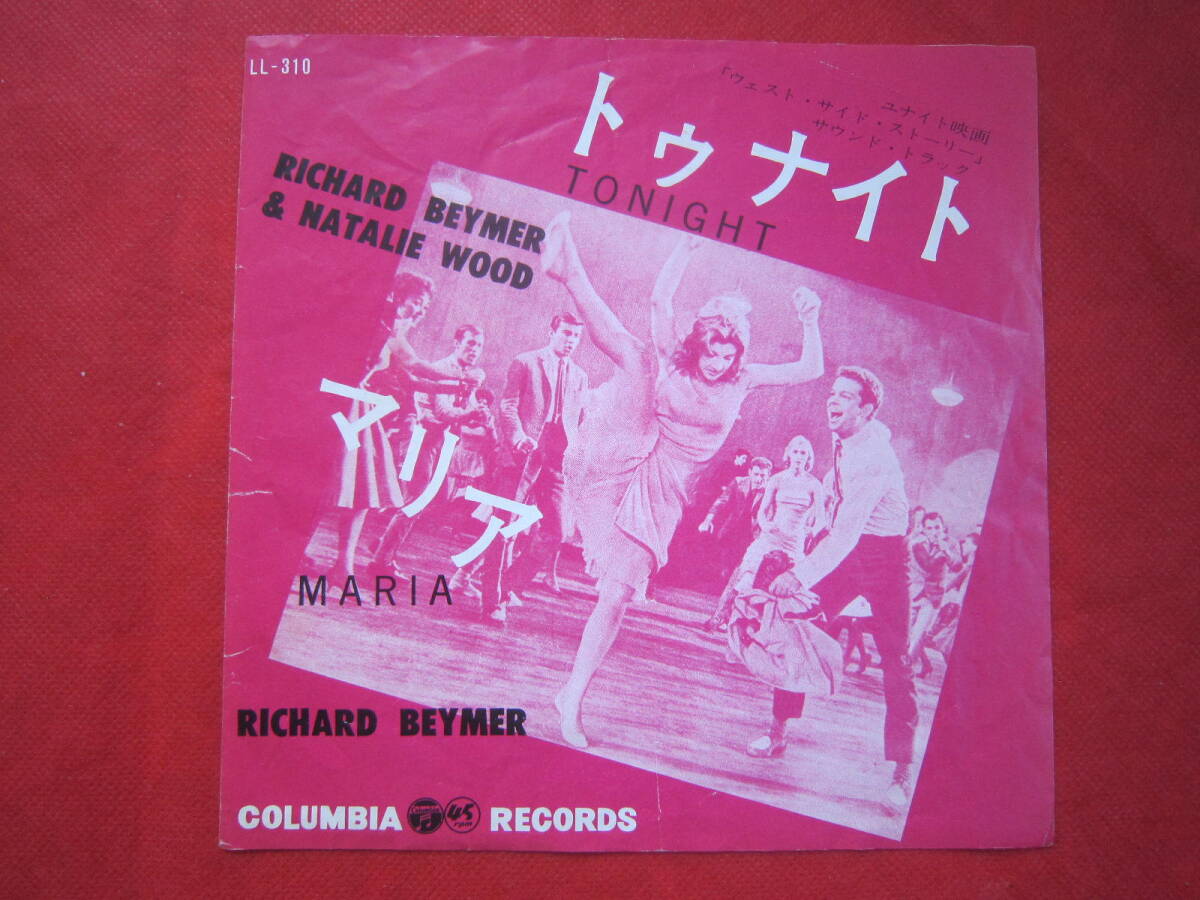 LL-310
ユナイト映画
「ウェスト・サイド・ストーリー」
サウンド・トラック
トゥナイト
TONIGHT
RICHARD BEYMER
& NATALIE WOOD
マリア
MARIA
RICHARD BEYMER
COLUMBIA Columbia 45 rpm RECORDS